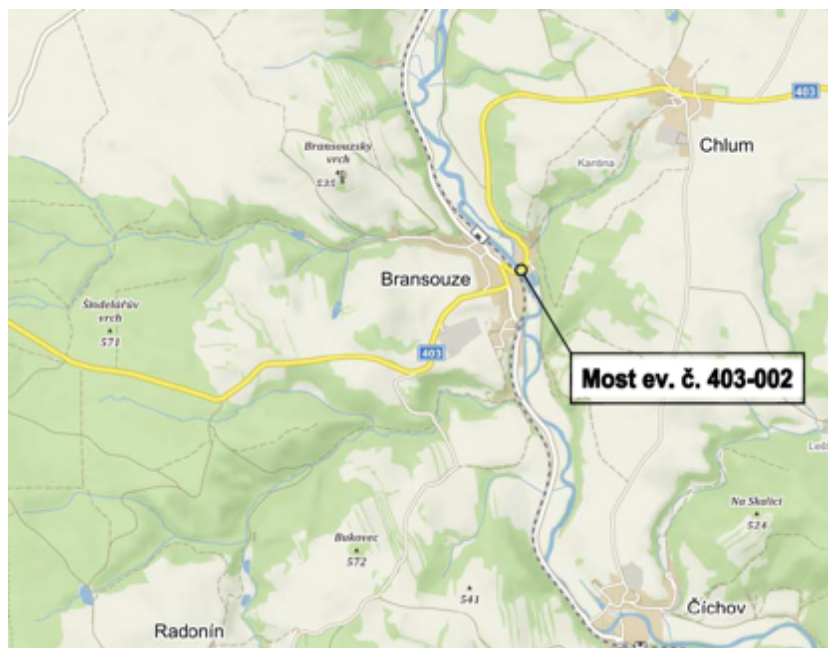 403
Chlum
Kantina
Bransouzský
vrch
535
Bransouze
Šindelářův
vrch
571
403
Most ev. č. 403-002
Na Skalici
524
Bukovec
572
541
Číchov
Radonín